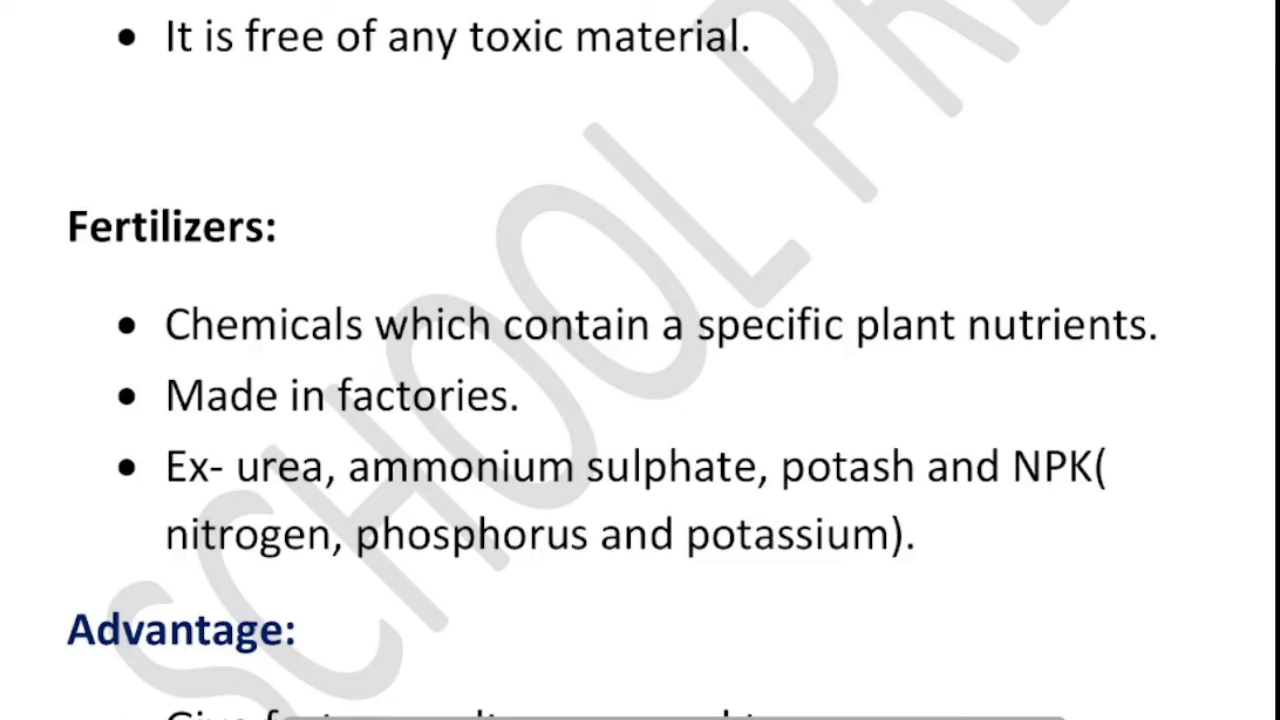 • It is free of any toxic material.
Fertilizers:
• Chemicals which contain a specific plant nutrients.
• Made in factories.
• Ex- urea, ammonium sulphate, potash and NPK(
nitrogen, phosphorus and potassium).
Advantage:
SCHOOL